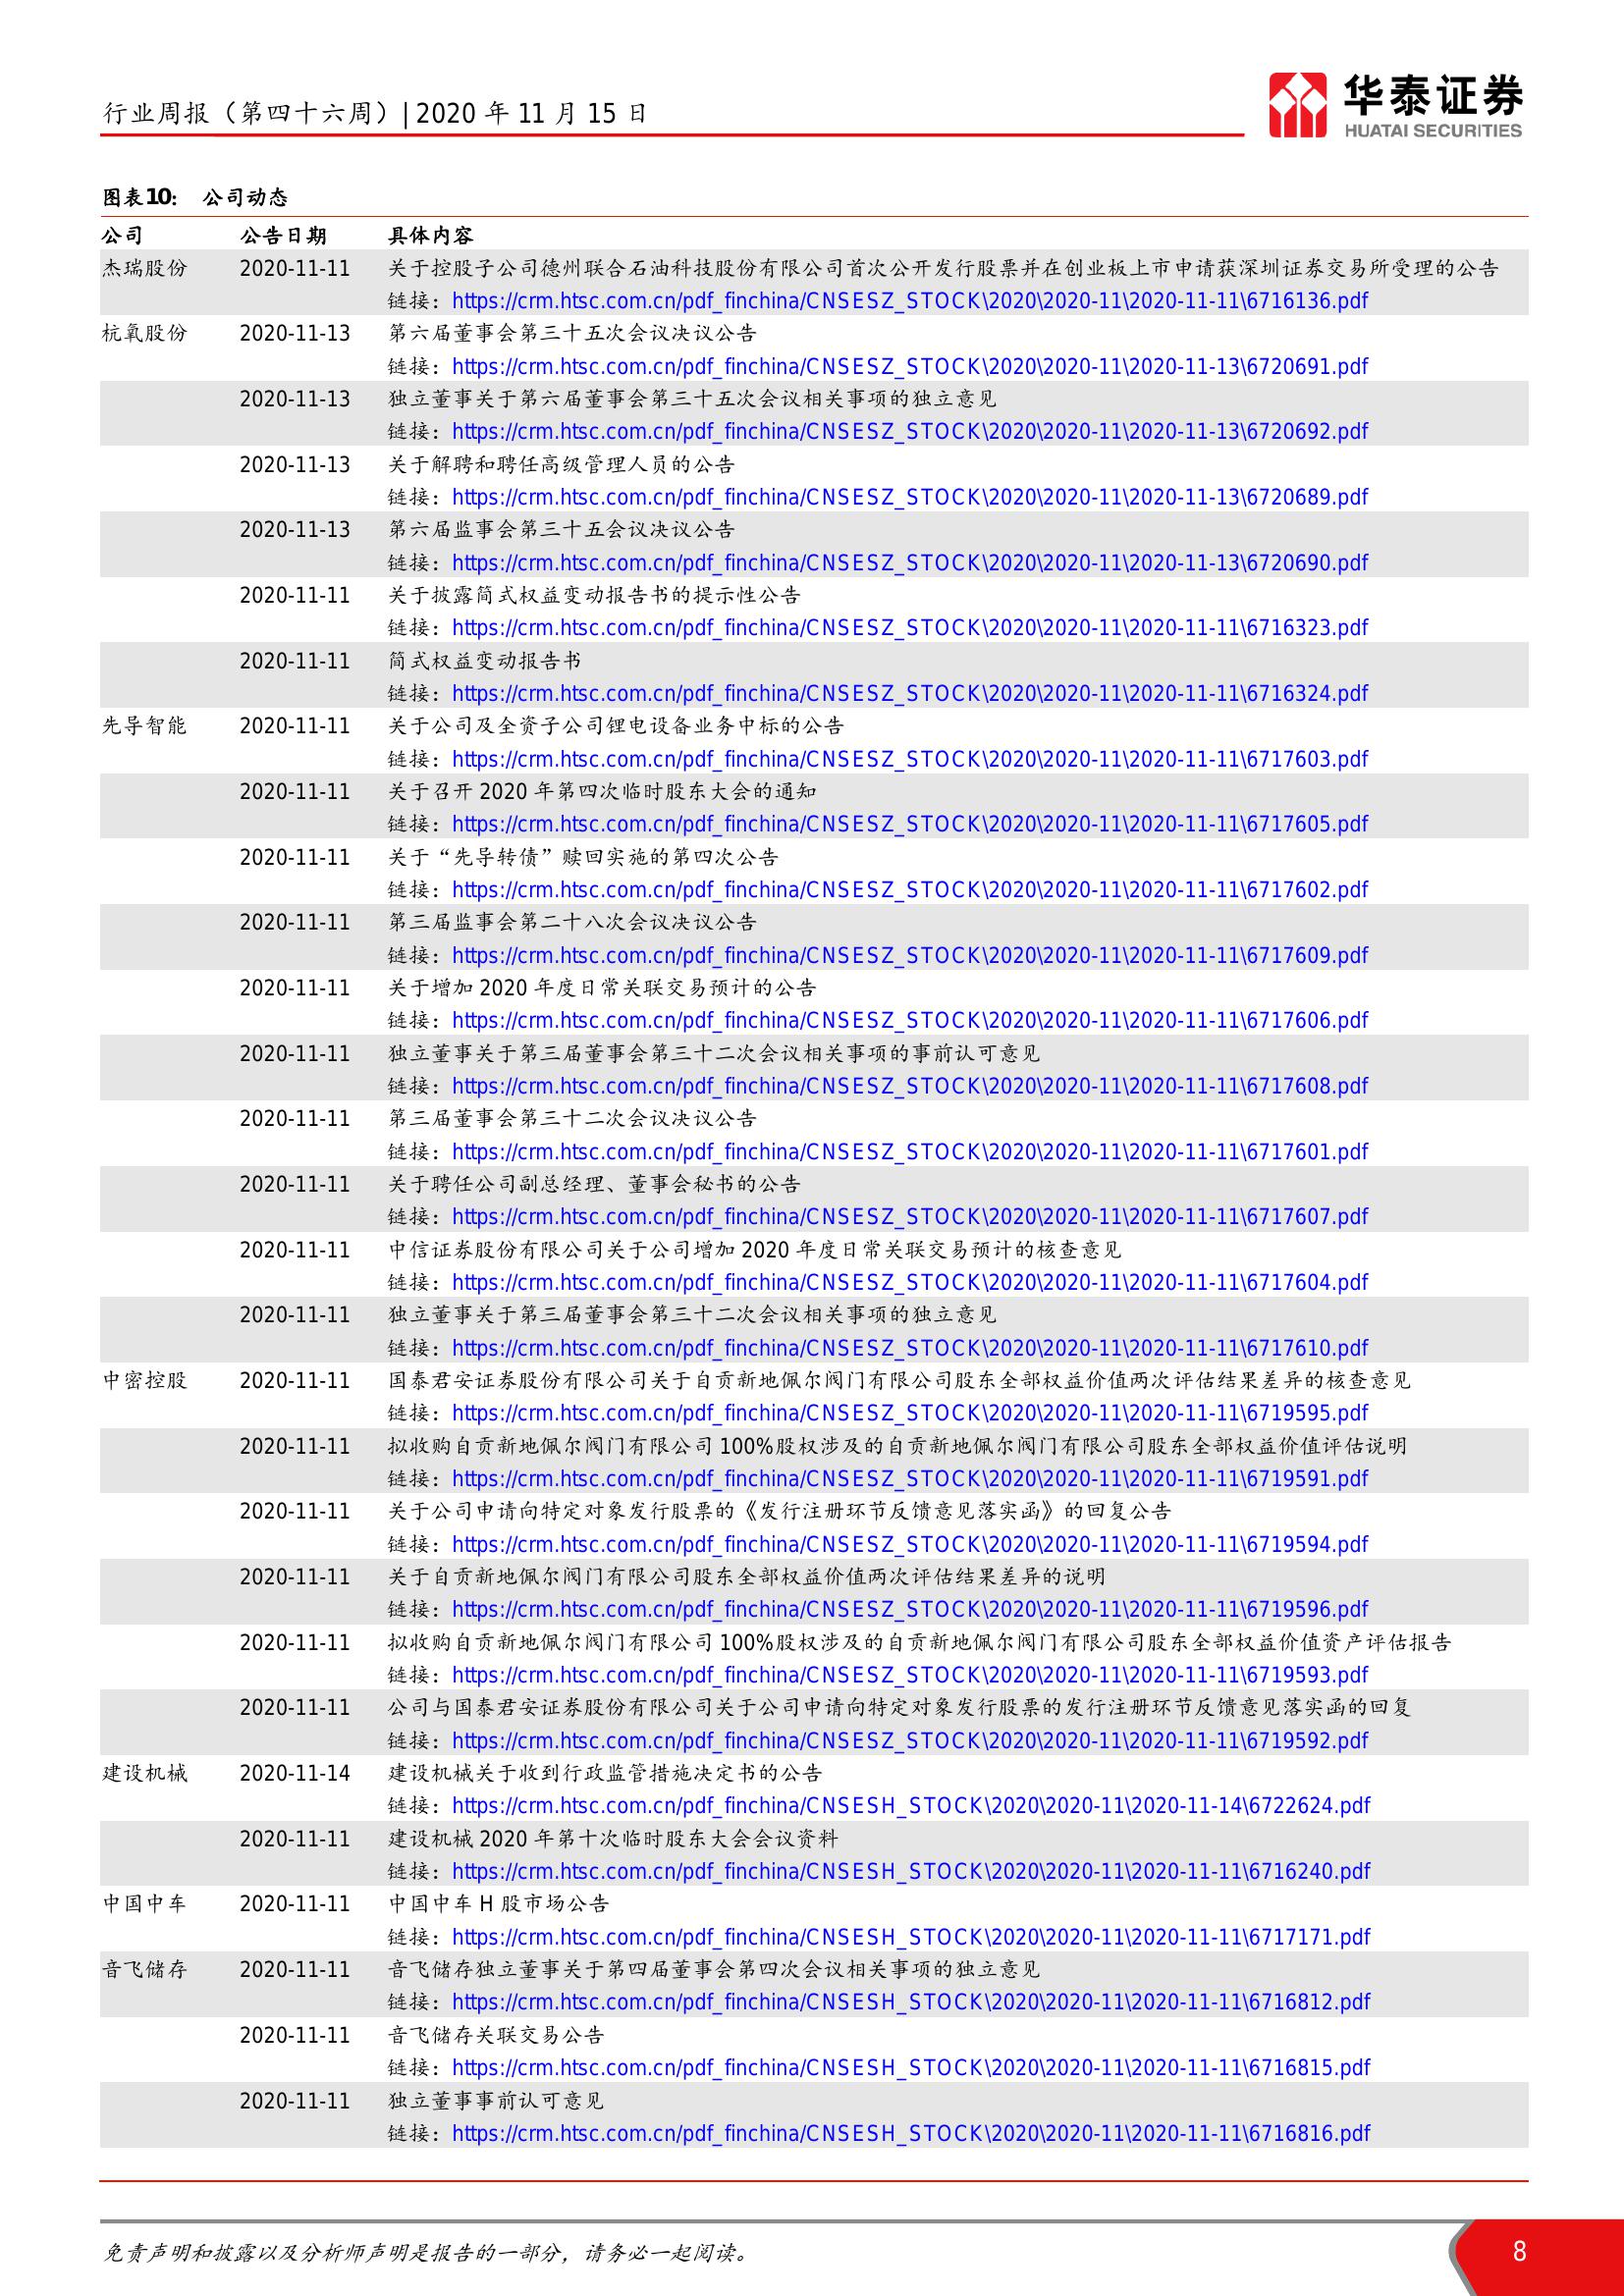 行业周报（第四十六周）| 2020 年 11 月 15 日
华泰证券
HUATAI SECURITIES
图表10： 公司动态
公司 公告日期 具体内容
杰瑞股份 2020-11-11 关于控股子公司德州联合石油科技股份有限公司首次公开发行股票并在创业板上市申请获深圳证券交易所受理的公告
链接：https://crm.htsc.com.cn/pdf_finchina/CNSESZ_STOCK\2020\2020-11\2020-11-11\6716136.pdf
杭氧股份 2020-11-13 第六届董事会第三十五次会议决议公告
链接：https://crm.htsc.com.cn/pdf_finchina/CNSESZ_STOCK\2020\2020-11\2020-11-13\6720691.pdf
2020-11-13 独立董事关于第六届董事会第三十五次会议相关事项的独立意见
链接：https://crm.htsc.com.cn/pdf_finchina/CNSESZ_STOCK\2020\2020-11\2020-11-13\6720692.pdf
2020-11-13 关于解聘和聘任高级管理人员的公告
链接：https://crm.htsc.com.cn/pdf_finchina/CNSESZ_STOCK\2020\2020-11\2020-11-13\6720689.pdf
2020-11-13 第六届监事会第三十五会议决议公告
链接：https://crm.htsc.com.cn/pdf_finchina/CNSESZ_STOCK\2020\2020-11\2020-11-13\6720690.pdf
2020-11-11 关于披露简式权益变动报告书的提示性公告
链接：https://crm.htsc.com.cn/pdf_finchina/CNSESZ_STOCK\2020\2020-11\2020-11-11\6716323.pdf
2020-11-11 简式权益变动报告书
链接：https://crm.htsc.com.cn/pdf_finchina/CNSESZ_STOCK\2020\2020-11\2020-11-11\6716324.pdf
先导智能 2020-11-11 关于公司及全资子公司锂电设备业务中标的公告
链接：https://crm.htsc.com.cn/pdf_finchina/CNSESZ_STOCK\2020\2020-11\2020-11-11\6717603.pdf
2020-11-11 关于召开 2020 年第四次临时股东大会的通知
链接：https://crm.htsc.com.cn/pdf_finchina/CNSESZ_STOCK\2020\2020-11\2020-11-11\6717605.pdf
2020-11-11 关于“先导转债”赎回实施的第四次公告
链接：https://crm.htsc.com.cn/pdf_finchina/CNSESZ_STOCK\2020\2020-11\2020-11-11\6717602.pdf
2020-11-11 第三届监事会第二十八次会议决议公告
链接：https://crm.htsc.com.cn/pdf_finchina/CNSESZ_STOCK\2020\2020-11\2020-11-11\6717609.pdf
2020-11-11 关于增加 2020 年度日常关联交易预计的公告
链接：https://crm.htsc.com.cn/pdf_finchina/CNSESZ_STOCK\2020\2020-11\2020-11-11\6717606.pdf
2020-11-11 独立董事关于第三届董事会第三十二次会议相关事项的事前认可意见
链接：https://crm.htsc.com.cn/pdf_finchina/CNSESZ_STOCK\2020\2020-11\2020-11-11\6717608.pdf
2020-11-11 第三届董事会第三十二次会议决议公告
链接：https://crm.htsc.com.cn/pdf_finchina/CNSESZ_STOCK\2020\2020-11\2020-11-11\6717601.pdf
2020-11-11 关于聘任公司副总经理、董事会秘书的公告
链接：https://crm.htsc.com.cn/pdf_finchina/CNSESZ_STOCK\2020\2020-11\2020-11-11\6717607.pdf
2020-11-11 中信证券股份有限公司关于公司增加 2020 年度日常关联交易预计的核查意见
链接：https://crm.htsc.com.cn/pdf_finchina/CNSESZ_STOCK\2020\2020-11\2020-11-11\6717604.pdf
2020-11-11 独立董事关于第三届董事会第三十二次会议相关事项的独立意见
链接：https://crm.htsc.com.cn/pdf_finchina/CNSESZ_STOCK\2020\2020-11\2020-11-11\6717610.pdf
中密控股 2020-11-11 国泰君安证券股份有限公司关于自贡新地佩尔阀门有限公司股东全部权益价值两次评估结果差异的核查意见
链接：https://crm.htsc.com.cn/pdf_finchina/CNSESZ_STOCK\2020\2020-11\2020-11-11\6719595.pdf
2020-11-11 拟收购自贡新地佩尔阀门有限公司 100%股权涉及的自贡新地佩尔阀门有限公司股东全部权益价值评估说明
链接：https://crm.htsc.com.cn/pdf_finchina/CNSESZ_STOCK\2020\2020-11\2020-11-11\6719591.pdf
2020-11-11 关于公司申请向特定对象发行股票的《发行注册环节反馈意见落实函》的回复公告
链接：https://crm.htsc.com.cn/pdf_finchina/CNSESZ_STOCK\2020\2020-11\2020-11-11\6719594.pdf
2020-11-11 关于自贡新地佩尔阀门有限公司股东全部权益价值两次评估结果差异的说明
链接：https://crm.htsc.com.cn/pdf_finchina/CNSESZ_STOCK\2020\2020-11\2020-11-11\6719596.pdf
2020-11-11 拟收购自贡新地佩尔阀门有限公司 100%股权涉及的自贡新地佩尔阀门有限公司股东全部权益价值资产评估报告
链接：https://crm.htsc.com.cn/pdf_finchina/CNSESZ_STOCK\2020\2020-11\2020-11-11\6719593.pdf
2020-11-11 公司与国泰君安证券股份有限公司关于公司申请向特定对象发行股票的发行注册环节反馈意见落实函的回复
链接：https://crm.htsc.com.cn/pdf_finchina/CNSESZ_STOCK\2020\2020-11\2020-11-11\6719592.pdf
建设机械 2020-11-14 建设机械关于收到行政监管措施决定书的公告
链接：https://crm.htsc.com.cn/pdf_finchina/CNSESH_STOCK\2020\2020-11\2020-11-14\6722624.pdf
2020-11-11 建设机械 2020 年第十次临时股东大会会议资料
链接：https://crm.htsc.com.cn/pdf_finchina/CNSESH_STOCK\2020\2020-11\2020-11-11\6716240.pdf
中国中车 2020-11-11 中国中车 H 股市场公告
链接：https://crm.htsc.com.cn/pdf_finchina/CNSESH_STOCK\2020\2020-11\2020-11-11\6717171.pdf
音飞储存 2020-11-11 音飞储存独立董事关于第四届董事会第四次会议相关事项的独立意见
链接：https://crm.htsc.com.cn/pdf_finchina/CNSESH_STOCK\2020\2020-11\2020-11-11\6716812.pdf
2020-11-11 音飞储存关联交易公告
链接：https://crm.htsc.com.cn/pdf_finchina/CNSESH_STOCK\2020\2020-11\2020-11-11\6716815.pdf
2020-11-11 独立董事事前认可意见
链接：https://crm.htsc.com.cn/pdf_finchina/CNSESH_STOCK\2020\2020-11\2020-11-11\6716816.pdf
免责声明和披露以及分析师声明是报告的一部分，请务必一起阅读。 8